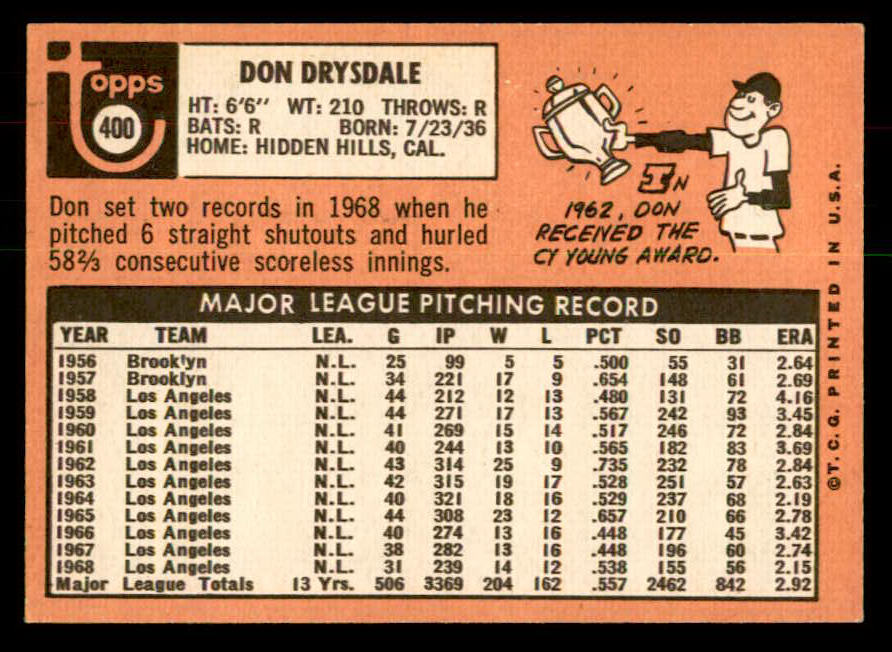 topps
400
DON DRYSDALE
HT: 6'6" WT: 210 THROWS: R
BATS: R BORN: 7/23/36
HOME: HIDDEN HILLS, CAL.
Don set two records in 1968 when he
pitched 6 straight shutouts and hurled
58⅔ consecutive scoreless innings.
IN
1962, DON
RECEIVED THE
CY YOUNG AWARD.
MAJOR LEAGUE PITCHING RECORD
YEAR TEAM LEA. G IP W L PCT SO BB ERA
1956 Brooklyn N.L. 25 99 5 5 .500 55 31 2.64
1957 Brooklyn N.L. 34 221 17 9 .654 148 61 2.69
1958 Los Angeles N.L. 44 212 12 13 .480 131 72 4.16
1959 Los Angeles N.L. 44 271 17 13 .567 242 93 3.45
1960 Los Angeles N.L. 41 269 15 14 .517 246 72 2.84
1961 Los Angeles N.L. 40 244 13 10 .565 182 83 3.69
1962 Los Angeles N.L. 43 314 25 9 .735 232 78 2.84
1963 Los Angeles N.L. 42 315 19 17 .528 251 57 2.63
1964 Los Angeles N.L. 40 321 18 16 .529 237 68 2.19
1965 Los Angeles N.L. 44 308 23 12 .657 210 66 2.78
1966 Los Angeles N.L. 40 274 13 16 .448 177 45 3.42
1967 Los Angeles N.L. 38 282 13 16 .448 196 60 2.74
1968 Los Angeles N.L. 31 239 14 12 .538 155 56 2.15
Major League Totals 13 Yrs. 506 3369 204 162 .557 2462 842 2.92
©T.C.G. PRINTED IN U.S.A.